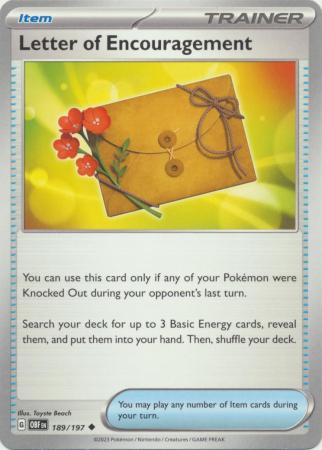 Item
TRAINER
Letter of Encouragement
You can use this card only if any of your Pokémon were
Knocked Out during your opponent's last turn.
Search your deck for up to 3 Basic Energy cards, reveal
them, and put them into your hand. Then, shuffle your deck.
Illus. Toyste Beach
You may play any number of Item cards during
your turn.
G OBF EN 189/197 ◆
©2023 Pokémon / Nintendo / Creatures / GAME FREAK